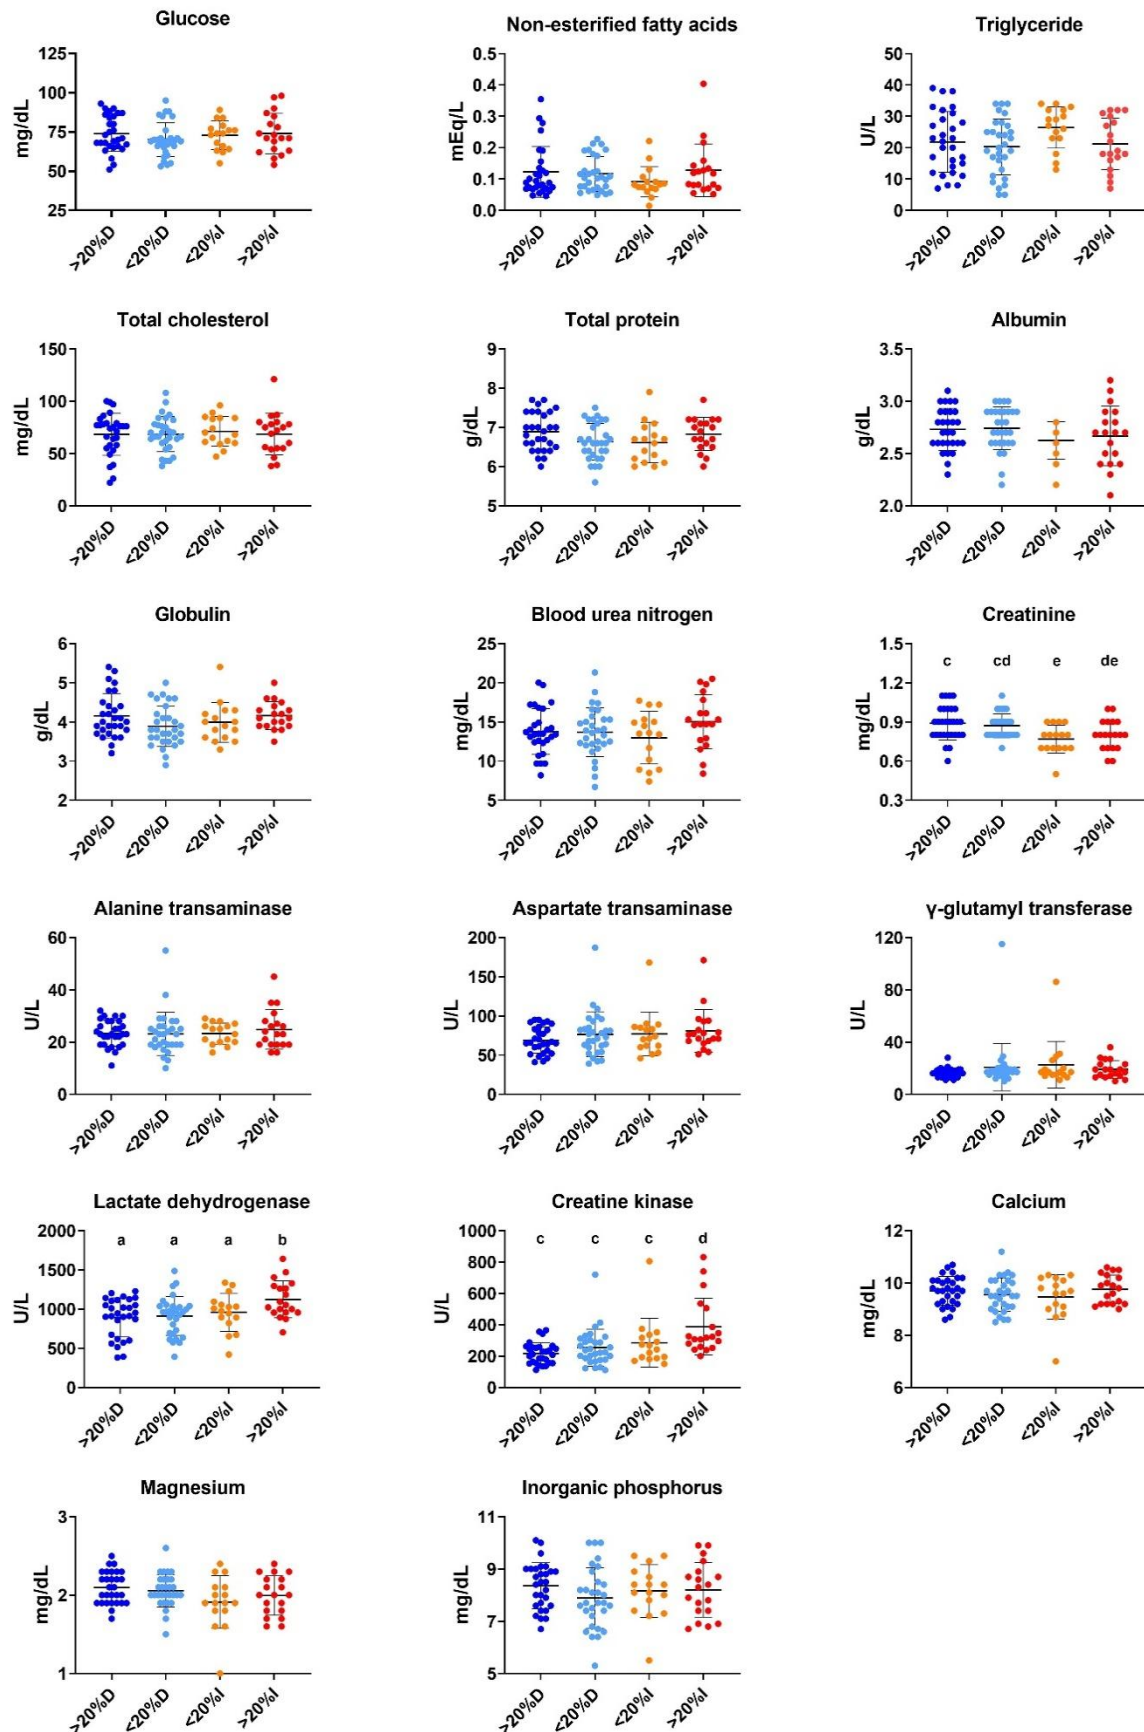 Glucose
125
100
75
50
25
mg/dL
>20%D
<20%D
<20%I
>20%I
Non-esterified fatty acids
0.5
0.4
0.3
0.2
0.1
0.0
mEq/L
>20%D
<20%D
<20%I
>20%I
Triglyceride
50
40
30
20
10
0
U/L
>20%D
<20%D
<20%I
>20%I
Total cholesterol
150
100
50
0
mg/dL
>20%D
<20%D
<20%I
>20%I
Total protein
9
8
7
6
5
g/dL
>20%D
<20%D
<20%I
>20%I
Albumin
3.5
3.0
2.5
2.0
g/dL
>20%D
<20%D
<20%I
>20%I
Globulin
6
5
4
3
2
g/dL
>20%D
<20%D
<20%I
>20%I
Blood urea nitrogen
25
20
15
10
5
mg/dL
>20%D
<20%D
<20%I
>20%I
Creatinine
1.5
1.2
0.9
0.6
0.3
mg/dL
c cd e de
>20%D
<20%D
<20%I
>20%I
Alanine transaminase
60
40
20
0
U/L
>20%D
<20%D
<20%I
>20%I
Aspartate transaminase
200
150
100
50
0
U/L
>20%D
<20%D
<20%I
>20%I
γ-glutamyl transferase
120
80
40
0
U/L
>20%D
<20%D
<20%I
>20%I
Lactate dehydrogenase
2000
1500
1000
500
0
U/L
a a a b
>20%D
<20%D
<20%I
>20%I
Creatine kinase
1000
800
600
400
200
0
U/L
c c c d
>20%D
<20%D
<20%I
>20%I
Calcium
12
10
8
6
mg/dL
>20%D
<20%D
<20%I
>20%I
Magnesium
3
2
1
mg/dL
>20%D
<20%D
<20%I
>20%I
Inorganic phosphorus
11
9
7
5
mg/dL
>20%D
<20%D
<20%I
>20%I